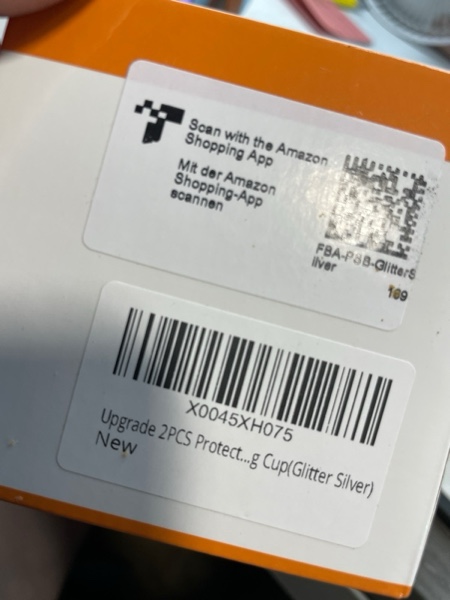 Scan with the Amazon
Shopping App
Mit der Amazon
Shopping-App
scannen
FBA-PSB-GlitterS
ilver
169
X0045XH075
Upgrade 2PCS Protect...g Cup(Glitter Silver)
New